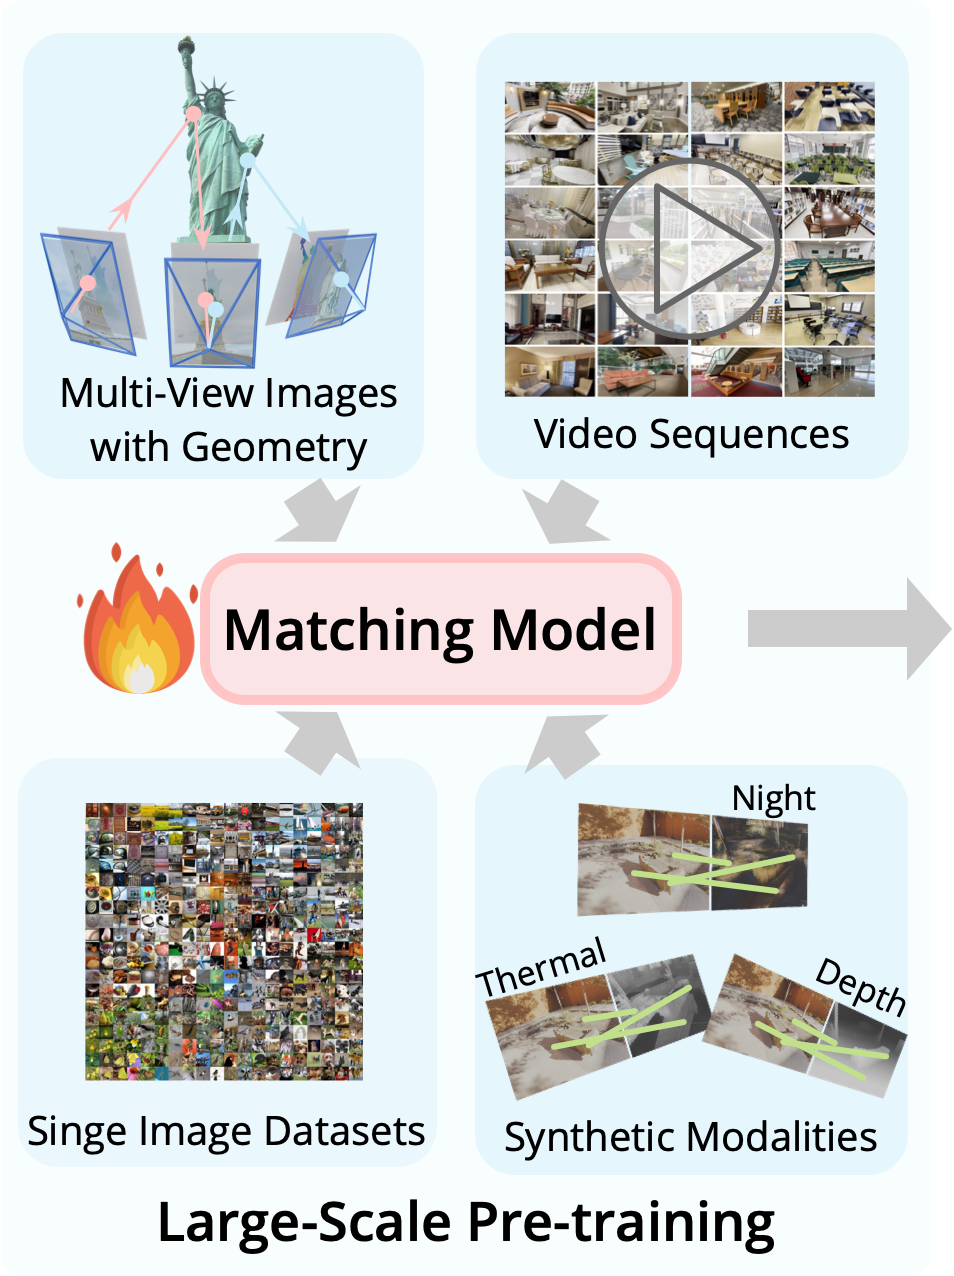 Multi-View Images
with Geometry
Video Sequences
Matching Model
Night
Thermal
Depth
Singe Image Datasets
Synthetic Modalities
Large-Scale Pre-training